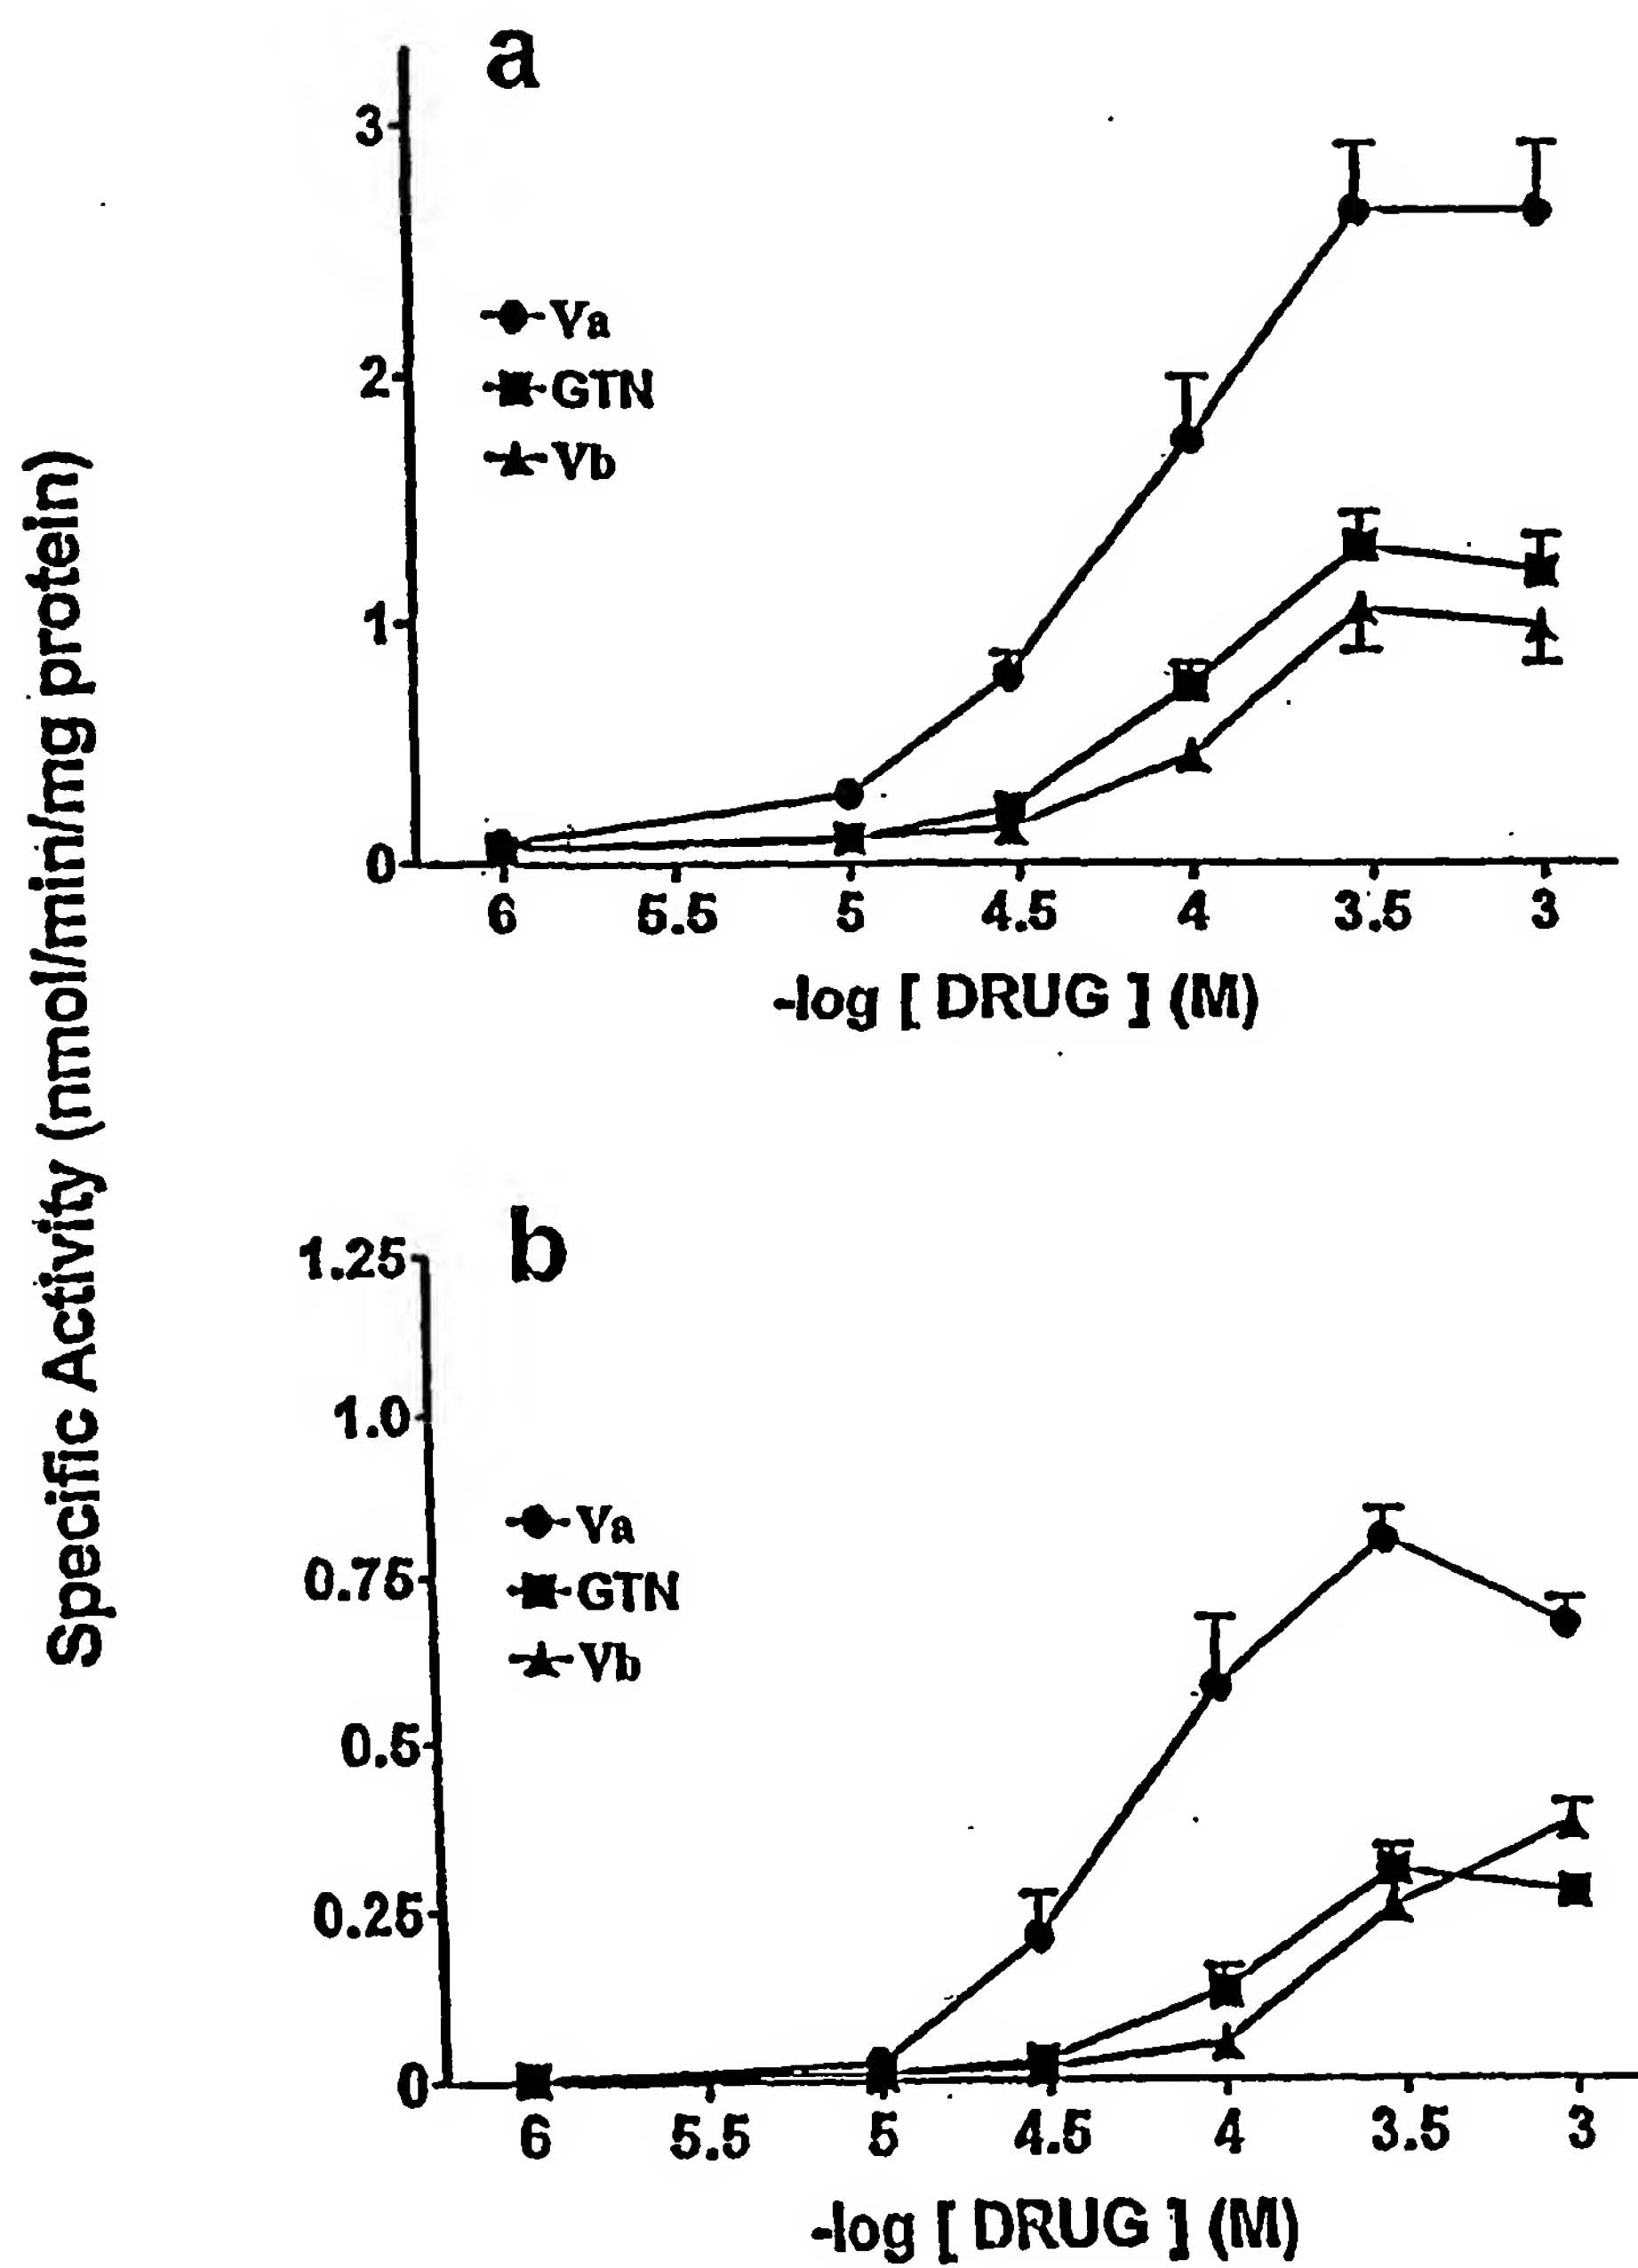 Specific Activity (nmol/min/mg protein)
a
3
2
1
0
Va
GTN
Vb
6 5.5 5 4.5 4 3.5 3
-log [ DRUG ] (M)
b
1.25
1.0
0.75
0.5
0.25
0
Va
GTN
Vb
6 5.5 5 4.5 4 3.5 3
-log [ DRUG ] (M)